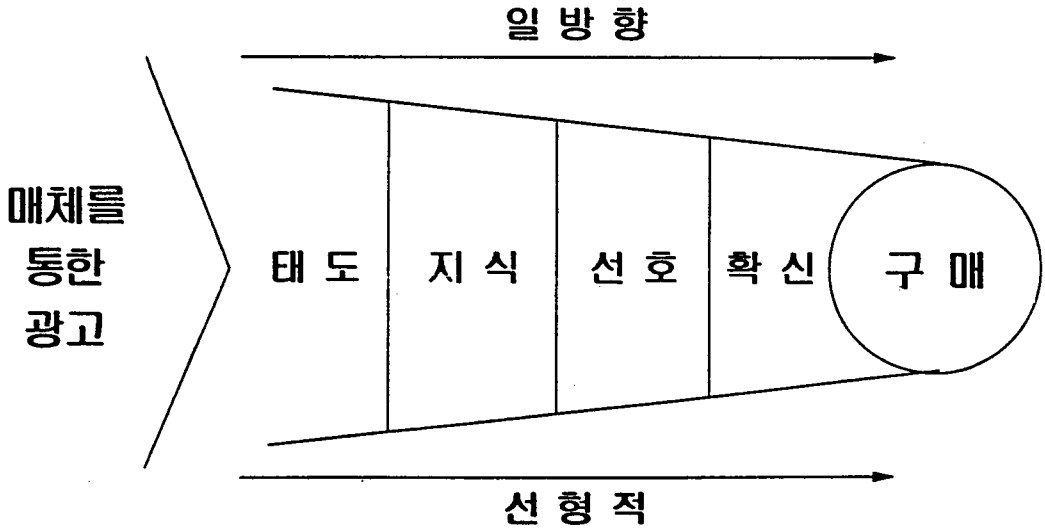 일 방 향
매체를
통한
광고
태 도
지 식
선 호
확 신
구 매
선 형 적